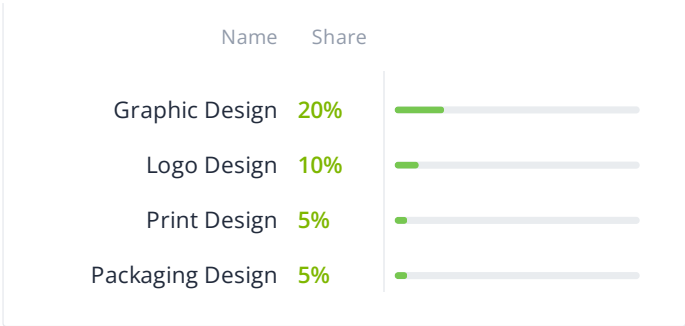 Name Share
Graphic Design 20%
Logo Design 10%
Print Design 5%
Packaging Design 5%